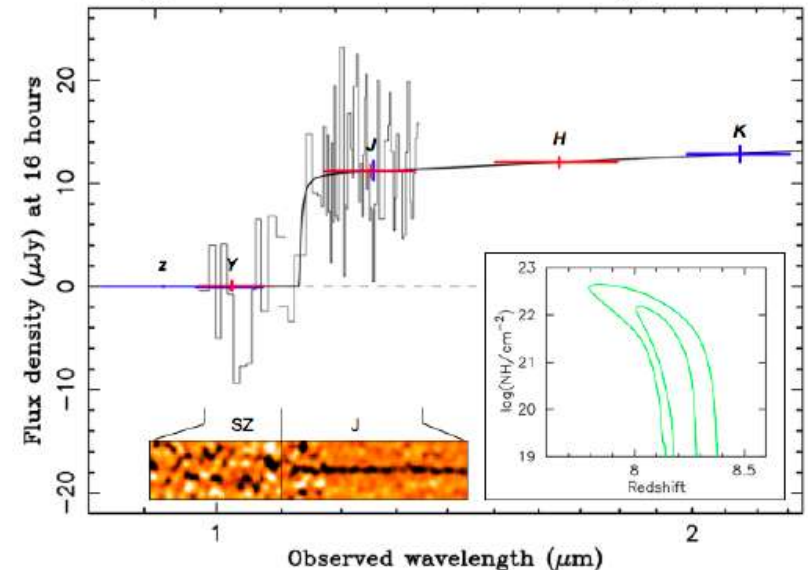 Flux density (μJy) at 16 hours
20
10
0
−10
−20
z
Y
J
H
K
SZ
J
log(NH/cm⁻²)
23
22
21
20
19
8
8.5
Redshift
1
2
Observed wavelength (μm)